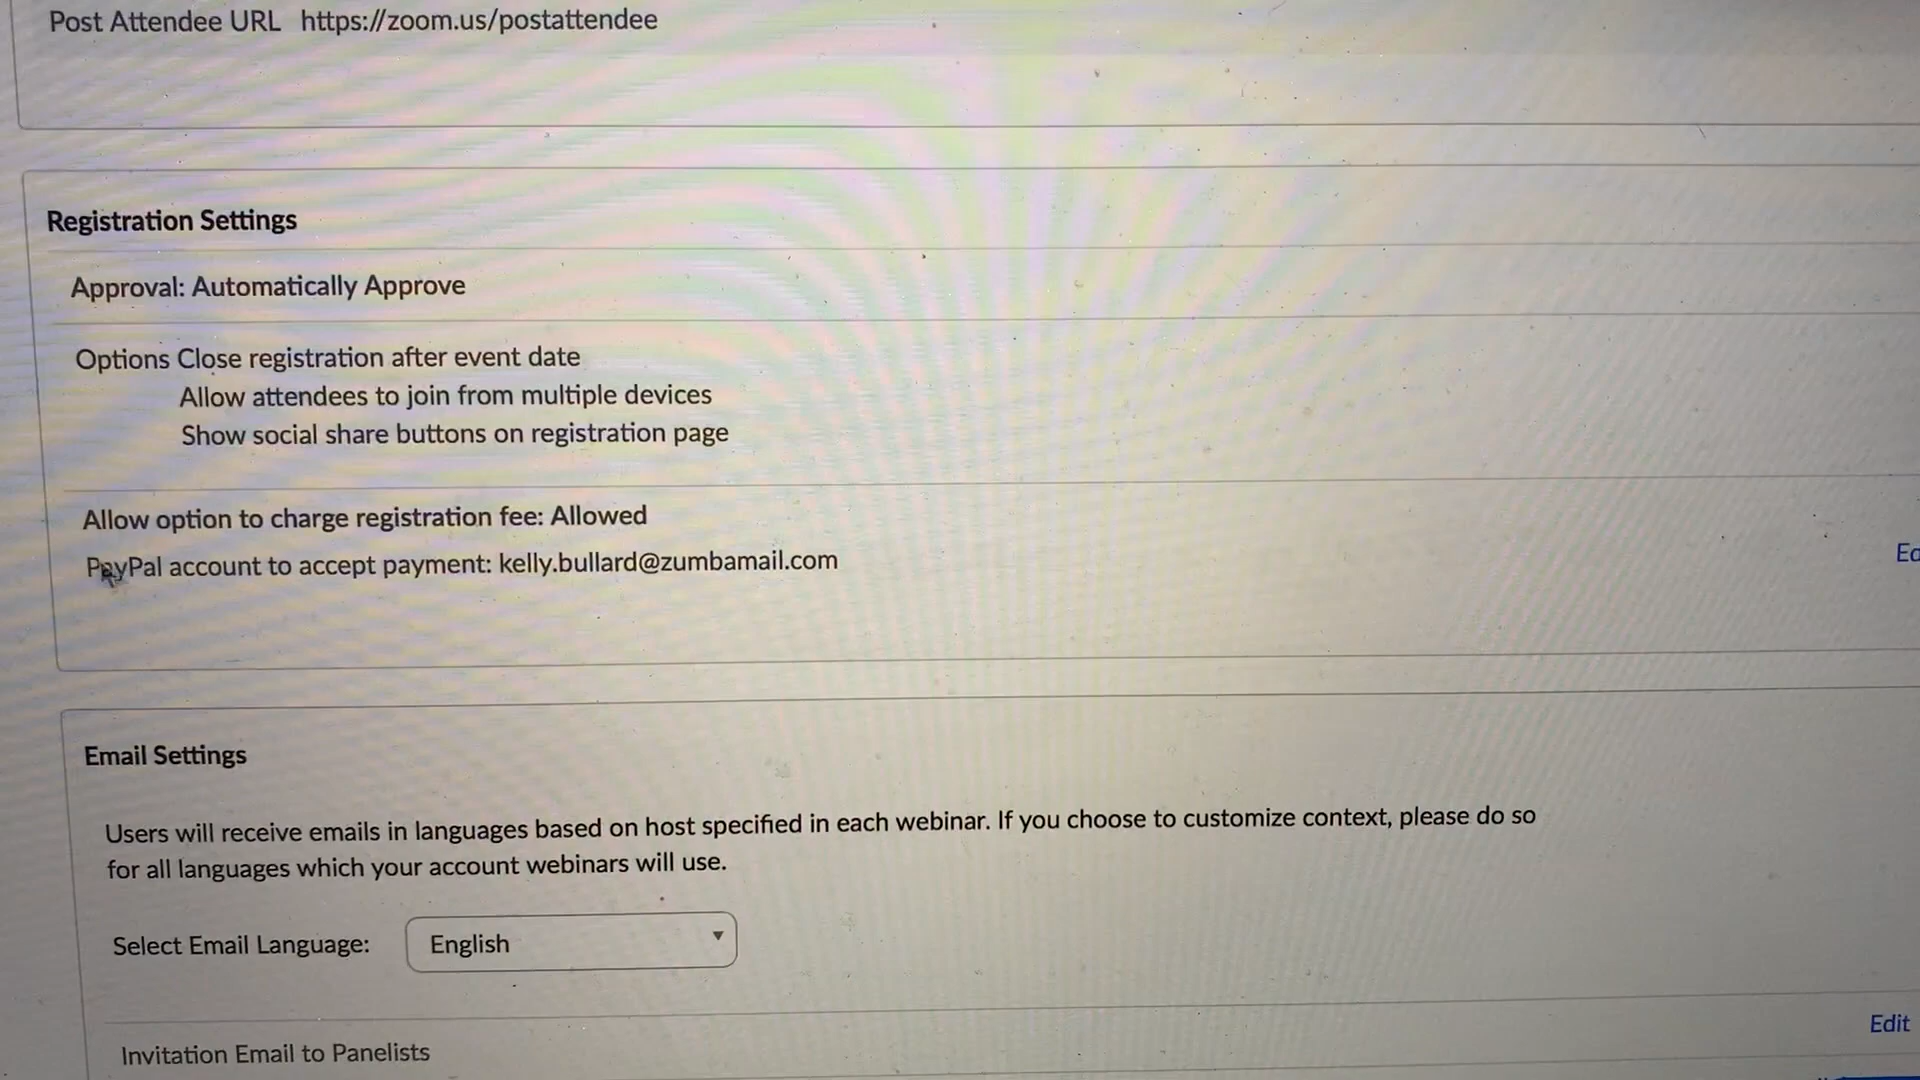 Post Attendee URL https://zoom.us/postattendee
Registration Settings
Approval: Automatically Approve
Options Close registration after event date
Allow attendees to join from multiple devices
Show social share buttons on registration page
Allow option to charge registration fee: Allowed
PayPal account to accept payment: kelly.bullard@zumbamail.com
Email Settings
Users will receive emails in languages based on host specified in each webinar. If you choose to customize context, please do so
for all languages which your account webinars will use.
Select Email Language: English
Edit
Invitation Email to Panelists